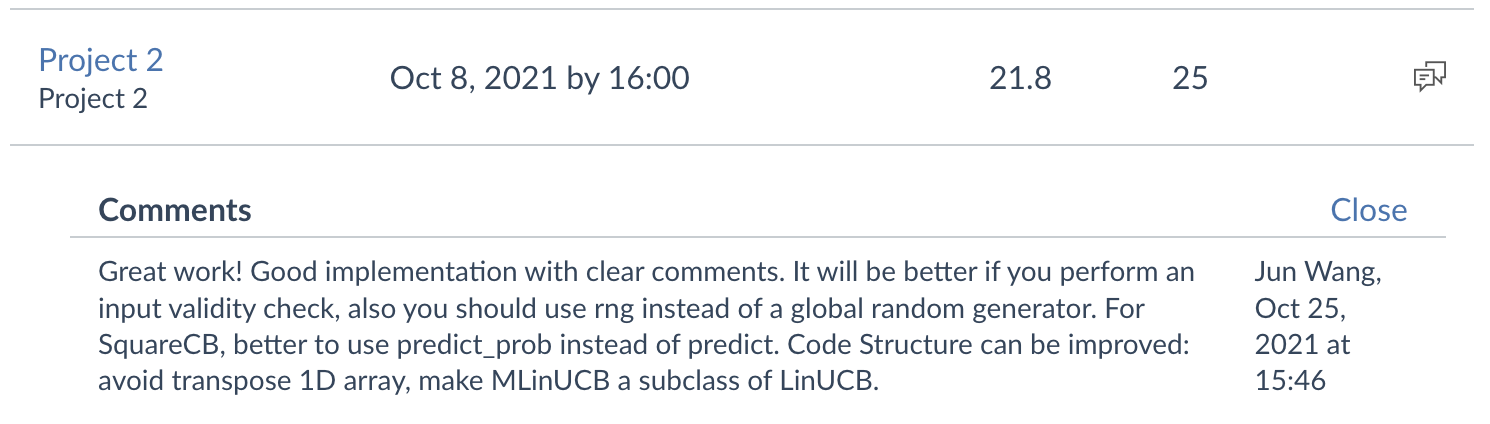 Project 2
Project 2
Oct 8, 2021 by 16:00
21.8
25
Comments
Close
Great work! Good implementation with clear comments. It will be better if you perform an
input validity check, also you should use rng instead of a global random generator. For
SquareCB, better to use predict_prob instead of predict. Code Structure can be improved:
avoid transpose 1D array, make MLinUCB a subclass of LinUCB.
Jun Wang,
Oct 25,
2021 at
15:46